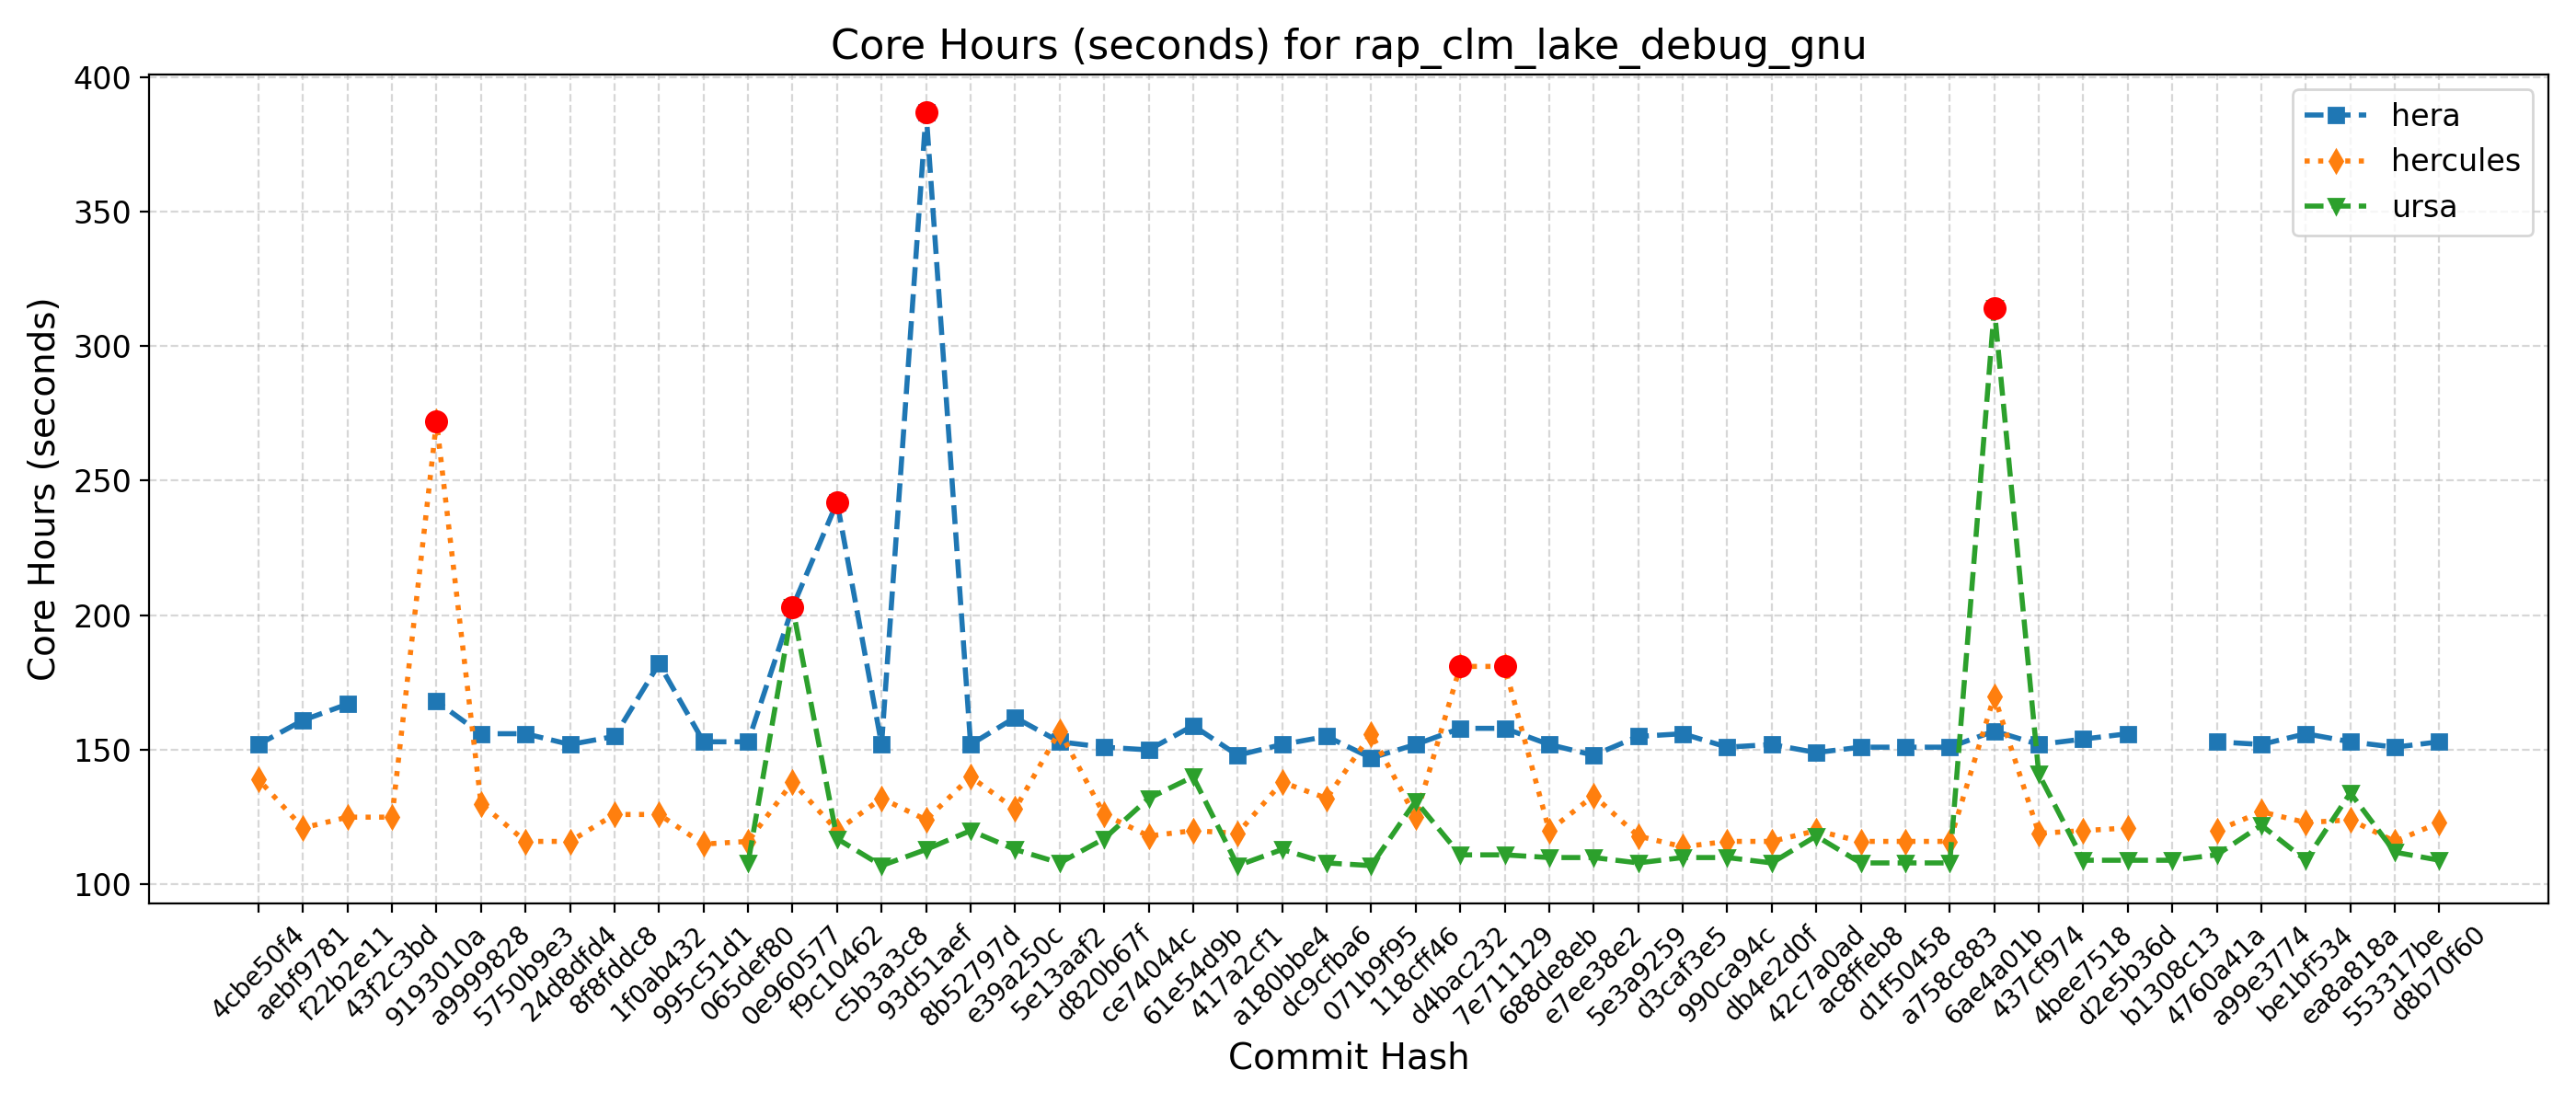 Core Hours (seconds) for rap_clm_lake_debug_gnu
Core Hours (seconds)
400
350
300
250
200
150
100
hera
hercules
ursa
4cbe50f4
aebf9781
f22b2e11
43f2c3bd
9193010a
a9999828
5750b9e3
24d8dfd4
8f8fddc8
1f0ab432
995c51d1
065def80
0e960577
f9c10462
c5b3a3c8
93d51aef
8b52797d
e39a250c
5e13aaf2
d820b67f
ce74044c
61e54d9b
417a2cf1
a180bbe4
dc9cfba6
071b9f95
118cff46
d4bac232
7e711129
688de8eb
e7ee38e2
5e3a9259
d3caf3e5
990ca94c
db4e2d0f
42c7a0ad
ac8ffeb8
d1f50458
a758c883
6ae4a01b
437cf974
4bee7518
d2e5b36d
b1308c13
4760a41a
a99e3774
be1bf534
ea8a818a
553317be
d8b70f60
Commit Hash